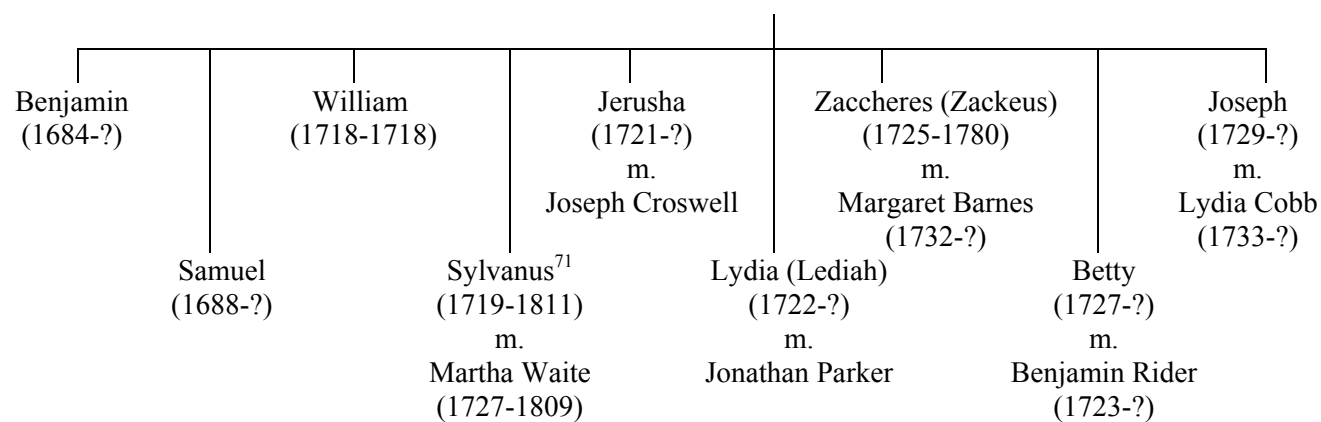 Benjamin
(1684-?)
William
(1718-1718)
Jerusha
(1721-?)
m.
Joseph Croswell
Zaccheres (Zackeus)
(1725-1780)
m.
Margaret Barnes
(1732-?)
Joseph
(1729-?)
m.
Lydia Cobb
(1733-?)
Samuel
(1688-?)
Sylvanus71
(1719-1811)
m.
Martha Waite
(1727-1809)
Lydia (Lediah)
(1722-?)
m.
Jonathan Parker
Betty
(1727-?)
m.
Benjamin Rider
(1723-?)